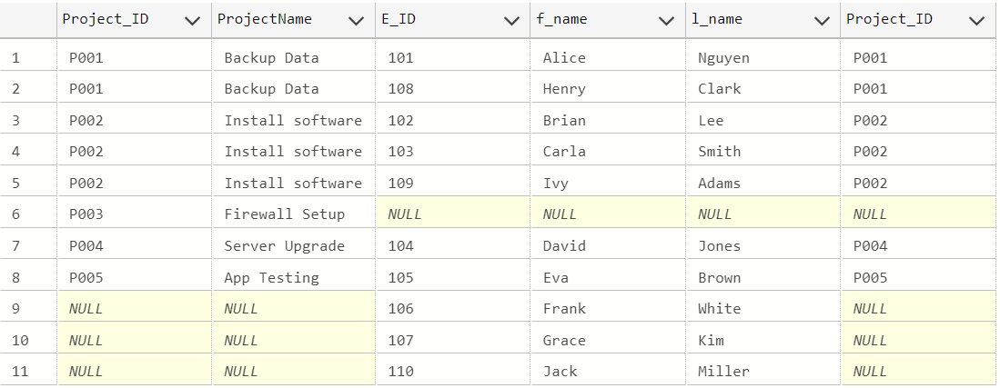 Project_ID ProjectName E_ID f_name l_name Project_ID
1 P001 Backup Data 101 Alice Nguyen P001
2 P001 Backup Data 108 Henry Clark P001
3 P002 Install software 102 Brian Lee P002
4 P002 Install software 103 Carla Smith P002
5 P002 Install software 109 Ivy Adams P002
6 P003 Firewall Setup NULL NULL NULL NULL
7 P004 Server Upgrade 104 David Jones P004
8 P005 App Testing 105 Eva Brown P005
9 NULL NULL 106 Frank White NULL
10 NULL NULL 107 Grace Kim NULL
11 NULL NULL 110 Jack Miller NULL